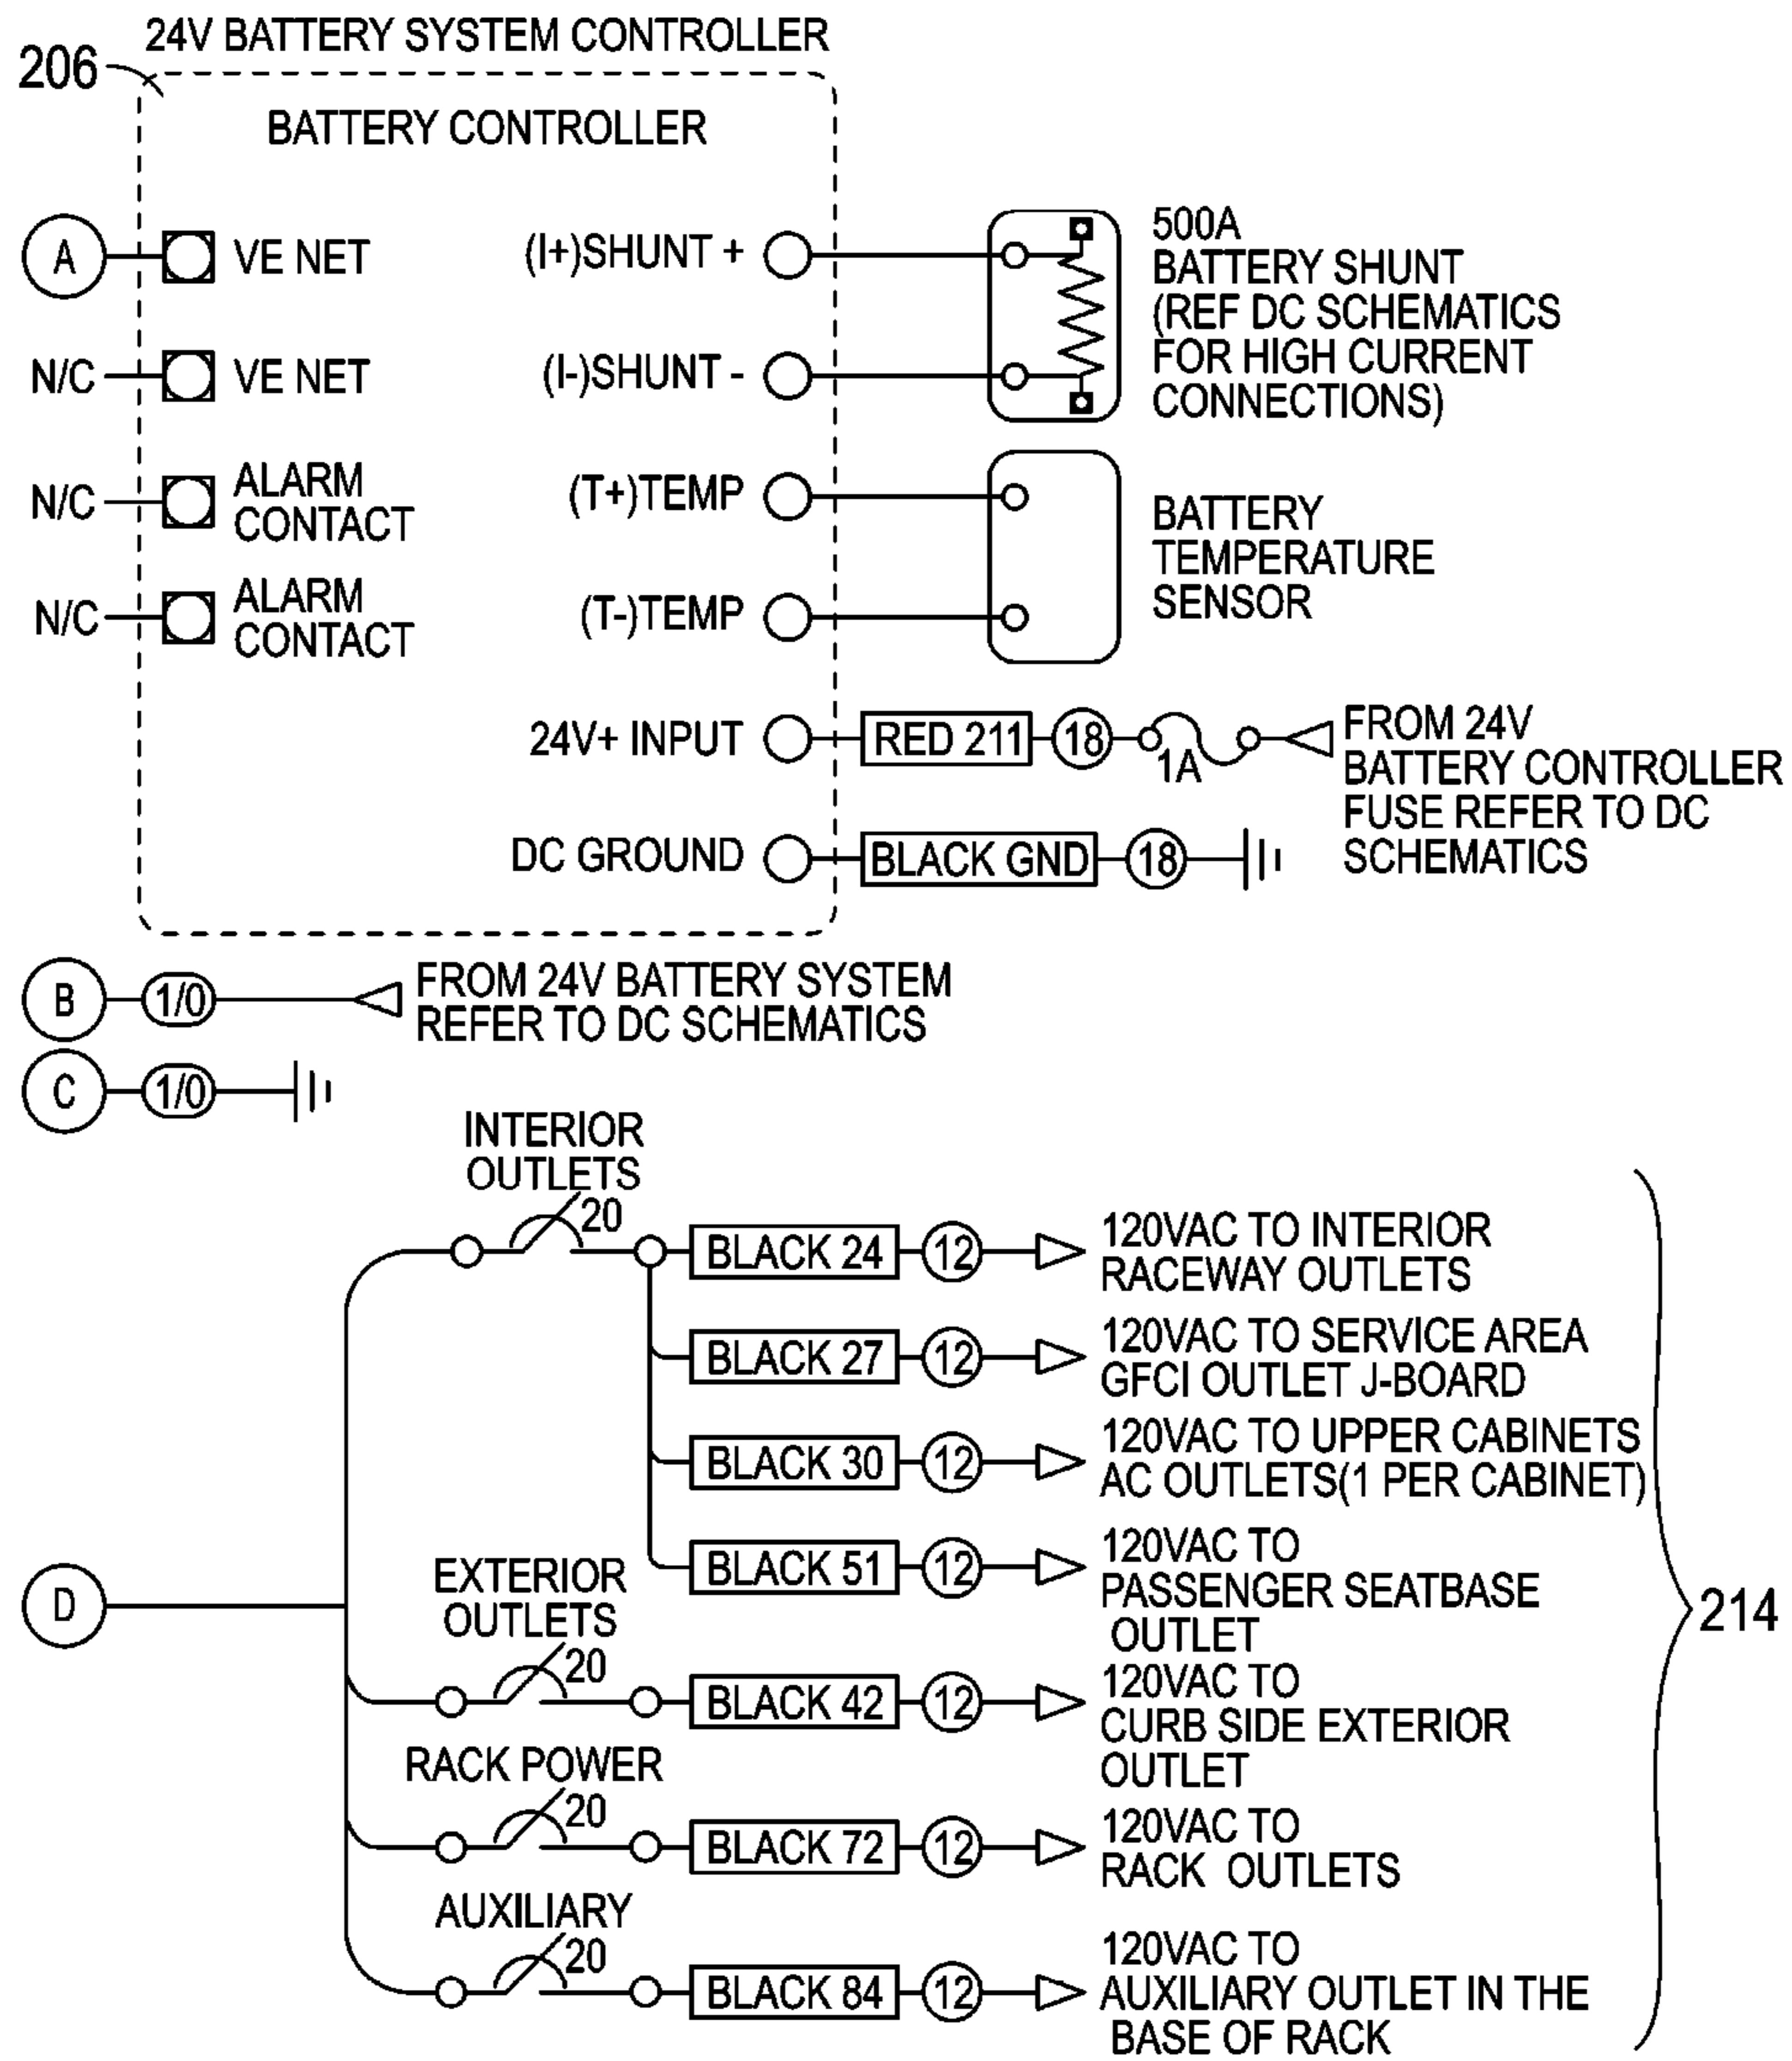 24V BATTERY SYSTEM CONTROLLER
206
BATTERY CONTROLLER
A
VE NET
(I+)SHUNT +
500A
BATTERY SHUNT
(REF DC SCHEMATICS
FOR HIGH CURRENT
CONNECTIONS)
N/C
VE NET
(I-)SHUNT -
N/C
ALARM
CONTACT
(T+)TEMP
BATTERY
TEMPERATURE
SENSOR
N/C
ALARM
CONTACT
(T-)TEMP
24V+ INPUT
RED 211
18
1A
FROM 24V
BATTERY CONTROLLER
FUSE REFER TO DC
SCHEMATICS
DC GROUND
BLACK GND
18
B
1/0
FROM 24V BATTERY SYSTEM
REFER TO DC SCHEMATICS
C
1/0
INTERIOR
OUTLETS
20
BLACK 24
12
120VAC TO INTERIOR
RACEWAY OUTLETS
BLACK 27
12
120VAC TO SERVICE AREA
GFCI OUTLET J-BOARD
BLACK 30
12
120VAC TO UPPER CABINETS
AC OUTLETS(1 PER CABINET)
BLACK 51
12
120VAC TO
PASSENGER SEATBASE
OUTLET
D
214
EXTERIOR
OUTLETS
20
BLACK 42
12
120VAC TO
CURB SIDE EXTERIOR
OUTLET
RACK POWER
20
BLACK 72
12
120VAC TO
RACK OUTLETS
AUXILIARY
20
BLACK 84
12
120VAC TO
AUXILIARY OUTLET IN THE
BASE OF RACK